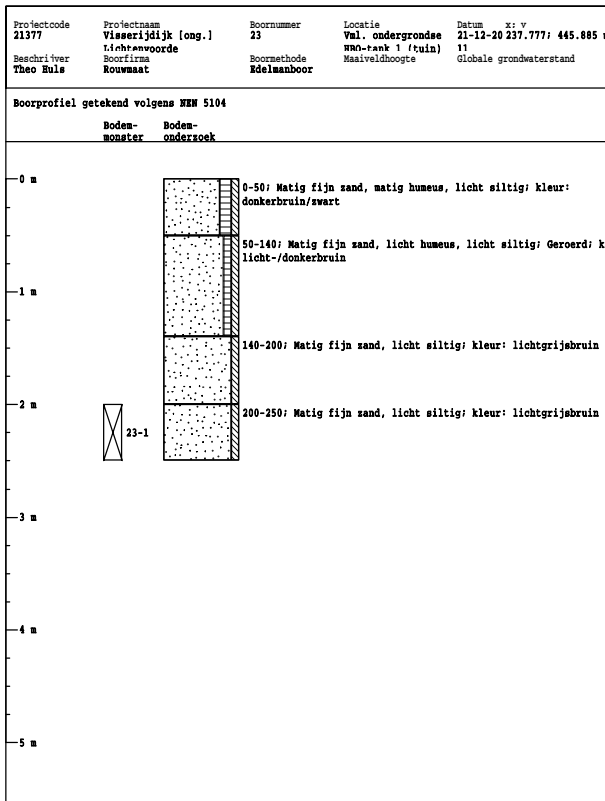 Projectcode Projectnaam Boornummer Locatie Datum x: y
21377 Visserijdijk [ong.] 23 Vml. ondergrondse 21-12-20 237.777; 445.885
Lichtenvoorde HBO-tank 1 (tuin) 11
Beschrijver Boorfirma Boormethode Maaiveldhoogte Globale grondwaterstand
Theo Huls Rouwmaat Edelmanboor
Boorprofiel getekend volgens NEN 5104
Bodem- Bodem-
monster onderzoek
0 m
0-50; Matig fijn zand, matig humeus, licht siltig; kleur:
donkerbruin/zwart
50-140; Matig fijn zand, licht humeus, licht siltig; Geroerd; k
licht-/donkerbruin
1 m
140-200; Matig fijn zand, licht siltig; kleur: lichtgrijsbruin
2 m
200-250; Matig fijn zand, licht siltig; kleur: lichtgrijsbruin
23-1
3 m
4 m
5 m